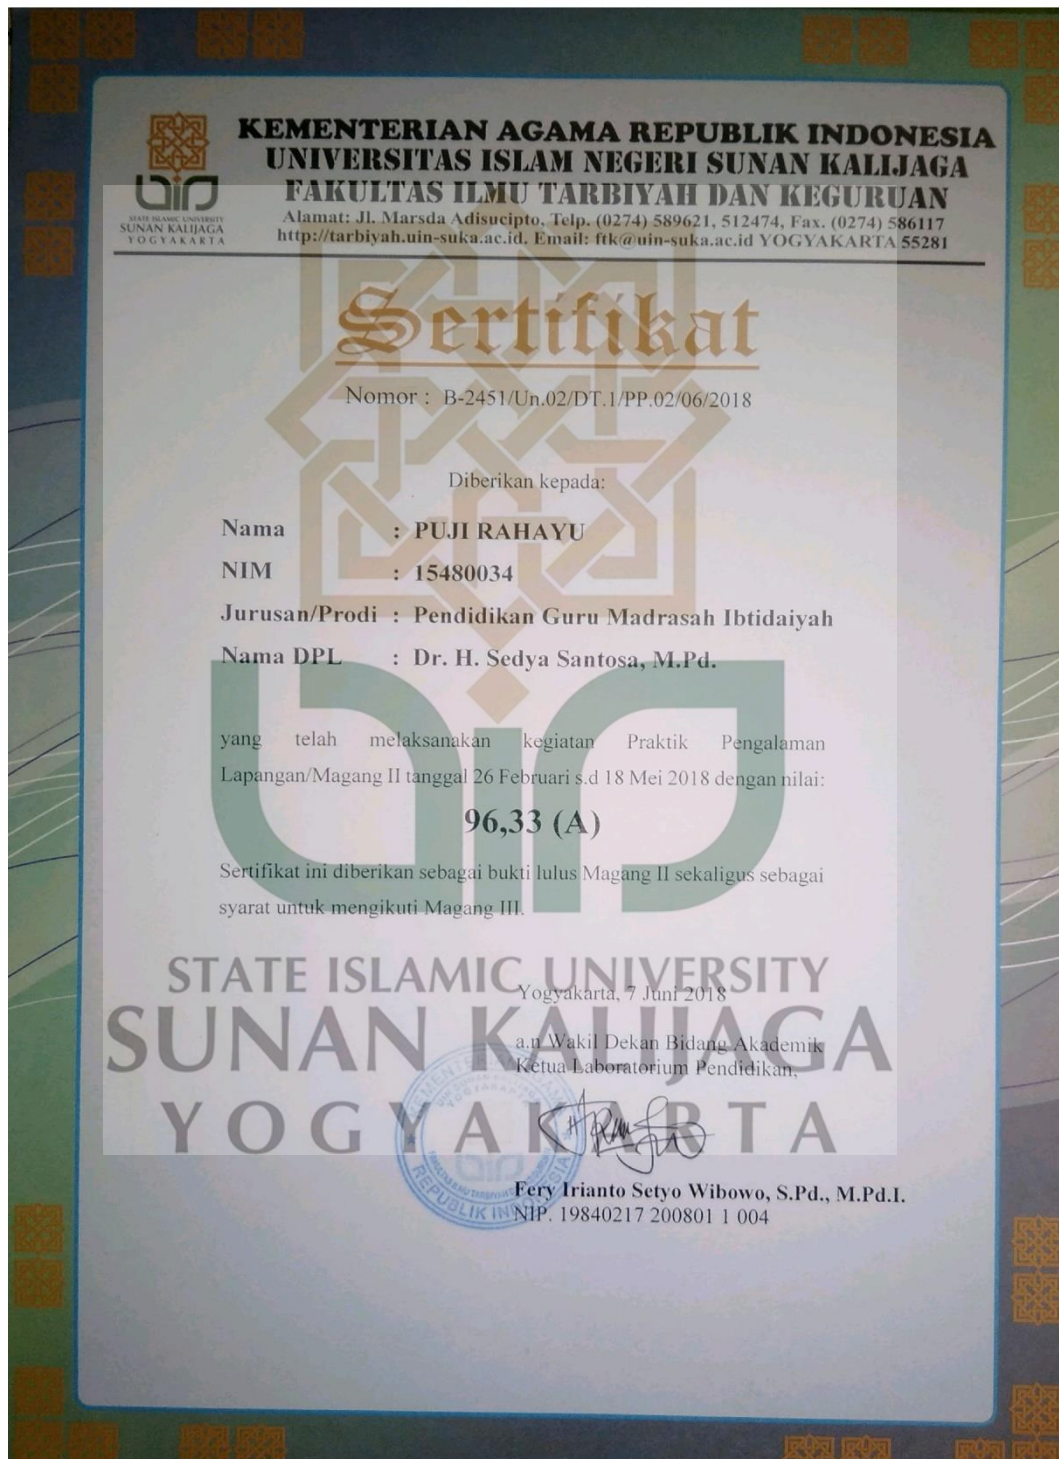 KEMENTERIAN AGAMA REPUBLIK INDONESIA
UNIVERSITAS ISLAM NEGERI SUNAN KALIJAGA
FAKULTAS ILMU TARBIYAH DAN KEGURUAN
Alamat: Jl. Marsda Adisucipto, Telp. (0274) 589621, 512474, Fax. (0274) 586117
http://tarbiyah.uin-suka.ac.id. Email: ftk@uin-suka.ac.id YOGYAKARTA 55281
STATE ISLAMIC UNIVERSITY
SUNAN KALIJAGA
YOGYAKARTA
Sertifikat
Nomor : B-2451/Un.02/DT.1/PP.02/06/2018
Diberikan kepada:
Nama : PUJI RAHAYU
NIM : 15480034
Jurusan/Prodi : Pendidikan Guru Madrasah Ibtidaiyah
Nama DPL : Dr. H. Sedya Santosa, M.Pd.
yang telah melaksanakan kegiatan Praktik Pengalaman
Lapangan/Magang II tanggal 26 Februari s.d 18 Mei 2018 dengan nilai:
96,33 (A)
Sertifikat ini diberikan sebagai bukti lulus Magang II sekaligus sebagai
syarat untuk mengikuti Magang III.
STATE ISLAMIC UNIVERSITY
SUNAN KALIJAGA
YOGYAKARTA
Yogyakarta, 7 Juni 2018
a.n Wakil Dekan Bidang Akademik
Ketua Laboratorium Pendidikan,
KEMENTERIAN AGAMA
REPUBLIK INDONESIA
Fery Irianto Setyo Wibowo, S.Pd., M.Pd.I.
NIP. 19840217 200801 1 004